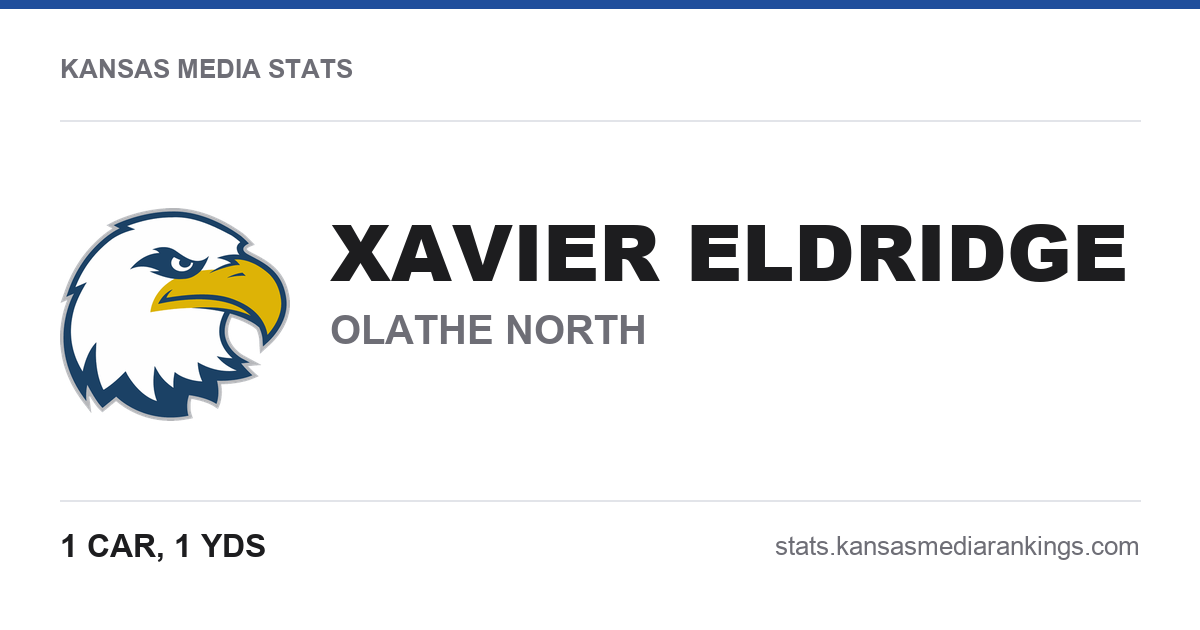 KANSAS MEDIA STATS
XAVIER ELDRIDGE
OLATHE NORTH
1 CAR, 1 YDS
stats.kansasmediarankings.com